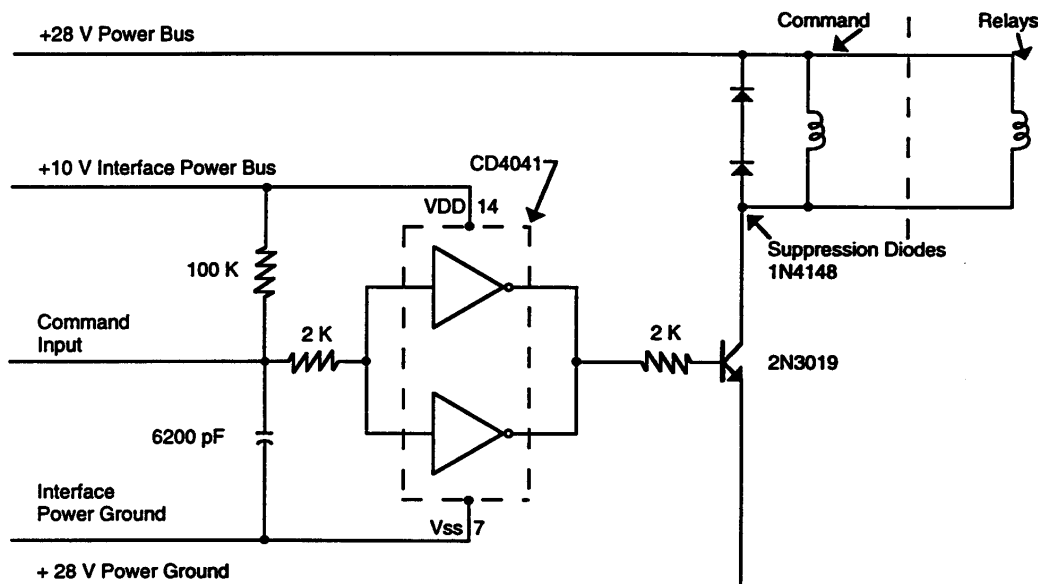 Command
Relays
+28 V Power Bus
+10 V Interface Power Bus
CD4041
VDD 14
100 K
Suppression Diodes
1N4148
Command
Input
2 K
2 K
2N3019
6200 pF
Interface
Power Ground
Vss 7
+ 28 V Power Ground